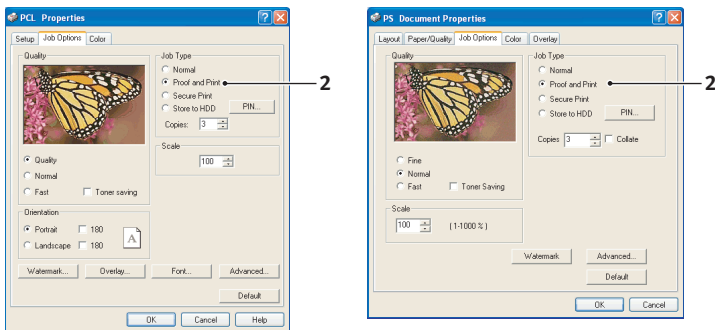 PCL Properties
Setup Job Options Color
Quality
Job Type
Normal
Proof and Print
2
Secure Print
Store to HDD PIN...
Copies: 3
Scale
100
Quality
Normal
Fast Toner saving
Orientation
Portrait 180
Landscape 180
A
Watermark... Overlay... Font... Advanced...
Default
OK Cancel Help
PS Document Properties
Layout Paper/Quality Job Options Color Overlay
Quality
Job Type
Normal
Proof and Print
2
Secure Print
Store to HDD PIN...
Copies 3 Collate
Fine
Normal
Fast Toner Saving
Scale
100 (1-1000 %)
Watermark Advanced...
Default
OK Cancel